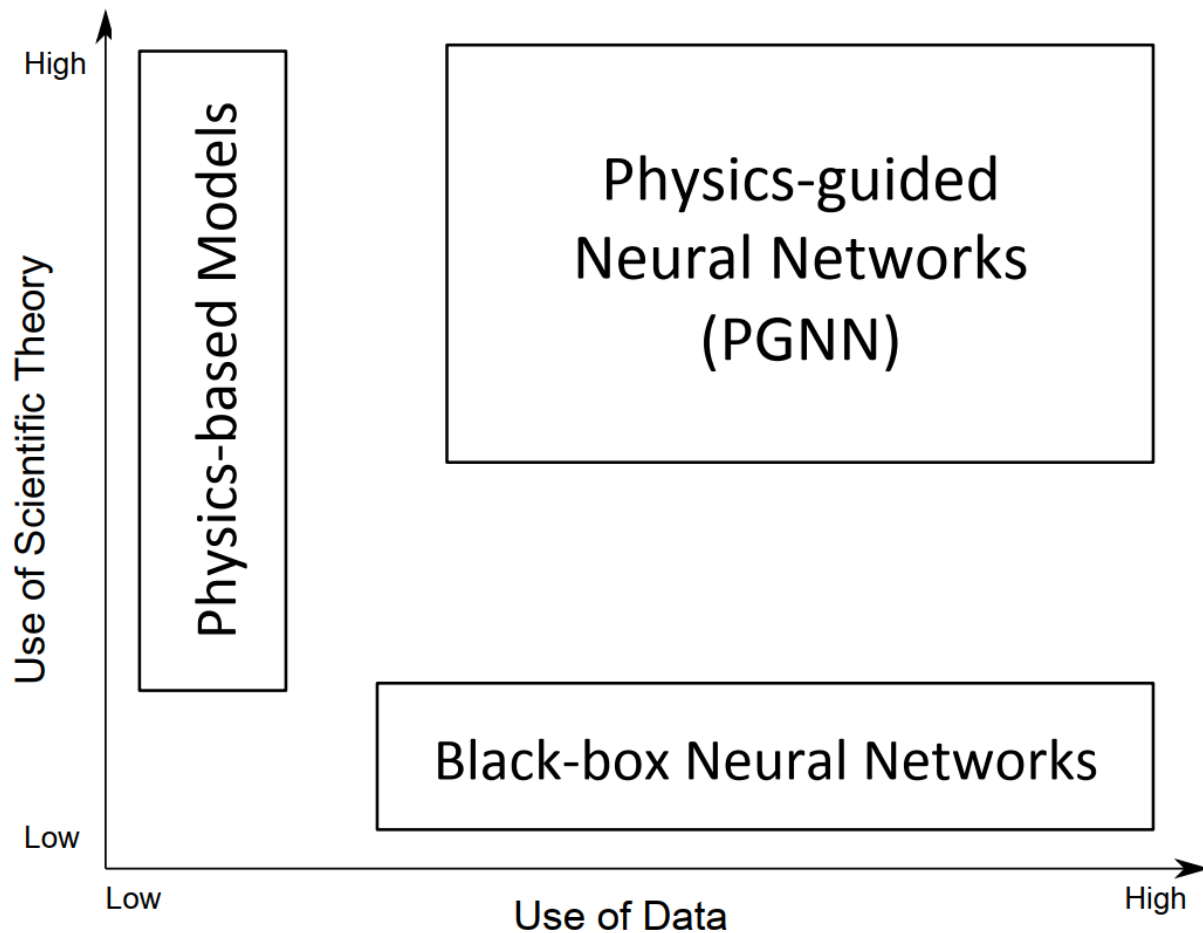 High
Use of Scientific Theory
Low
Physics-based Models
Physics-guided
Neural Networks
(PGNN)
Black-box Neural Networks
Low
Use of Data
High